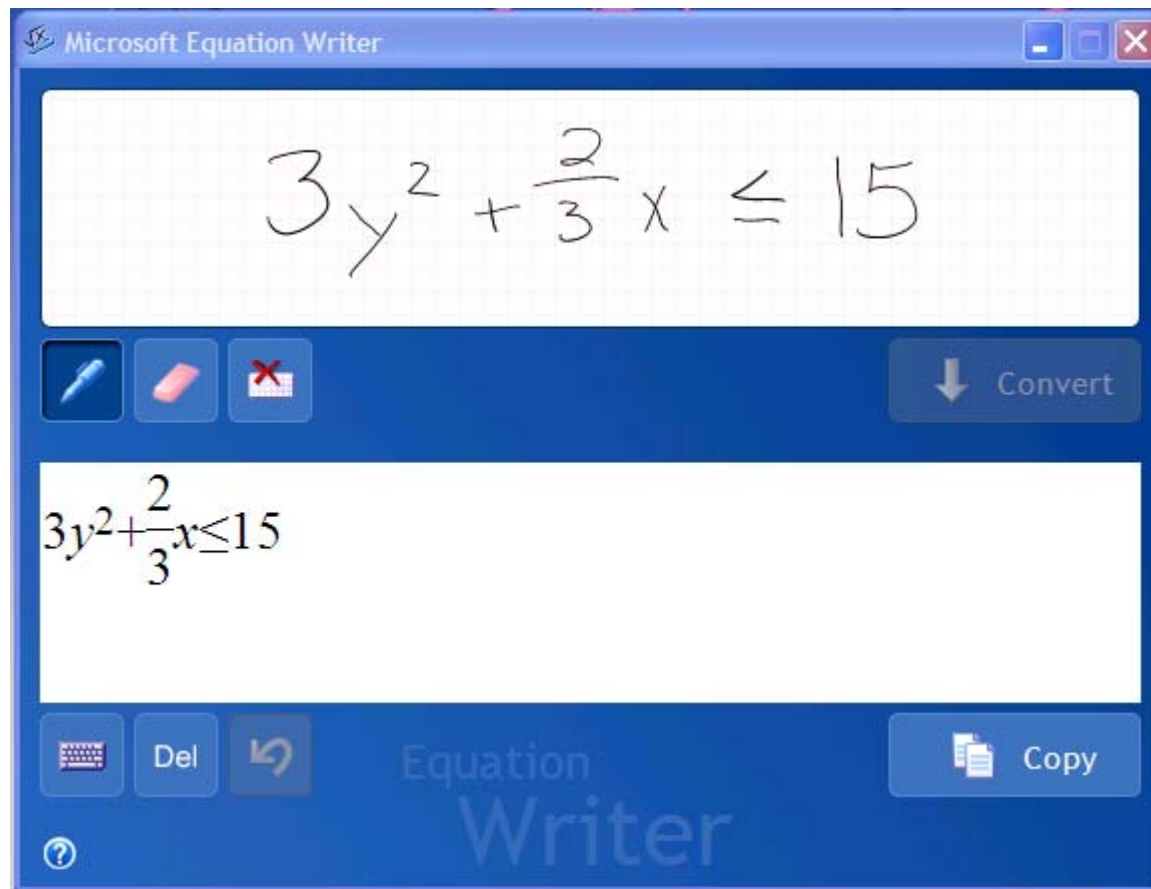 Microsoft Equation Writer
3y² + 2/3 x ≤ 15
Convert
3y²+2/3x≤15
Del
Equation
Writer
Copy
?